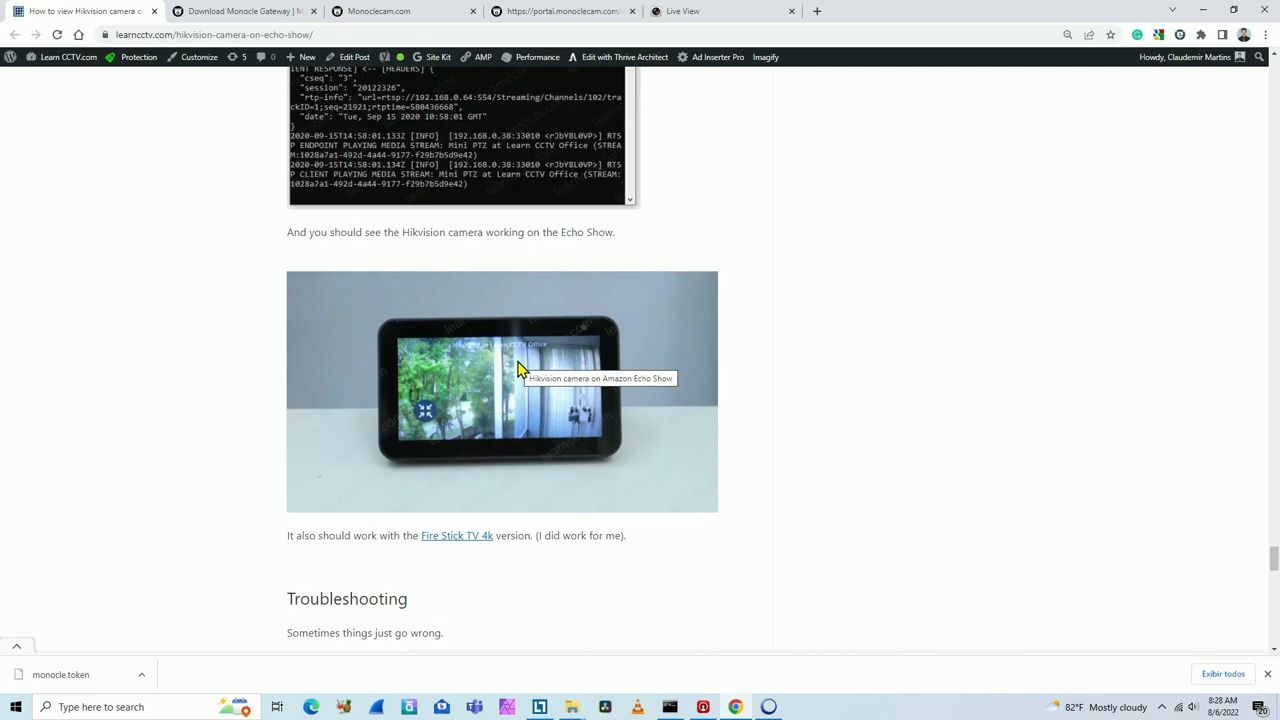 How to view Hikvision camera o
Download Monocle Gateway | M
Monoclecam.com
https://portal.monoclecam.com/
Live View
learncctv.com/hikvision-camera-on-echo-show/
Learn CCTV.com
Protection
Customize
5
0
New
Edit Post
Site Kit
AMP
Performance
Edit with Thrive Architect
Ad Inserter Pro
Imagify
Howdy, Claudemir Martins
IENT RESPONSE] <-- [HEADERS] {
"cseq": "3",
"session": "20122326",
"rtp-info": "url=rtsp://192.168.0.64:554/Streaming/Channels/102/tra
ckID=1;seq=21921;rtptime=580436668",
"date": "Tue, Sep 15 2020 10:58:01 GMT"
}
2020-09-15T14:58:01.133Z [INFO] [192.168.0.38:33010 <rJbY8L0VP>] RTS
P ENDPOINT PLAYING MEDIA STREAM: Mini PTZ at Learn CCTV Office (STREA
M:1028a7a1-492d-4a44-9177-f29b7b5d9e42)
2020-09-15T14:58:01.134Z [INFO] [192.168.0.38:33010 <rJbY8L0VP>] RTS
P CLIENT PLAYING MEDIA STREAM: Mini PTZ at Learn CCTV Office (STREAM:
1028a7a1-492d-4a44-9177-f29b7b5d9e42)
And you should see the Hikvision camera working on the Echo Show.
Hikvision camera on Amazon Echo Show
It also should work with the Fire Stick TV 4k version. (I did work for me).
Troubleshooting
Sometimes things just go wrong.
monocle.token
Exibir todos
Type here to search
82°F Mostly cloudy
8:28 AM
8/6/2022
20